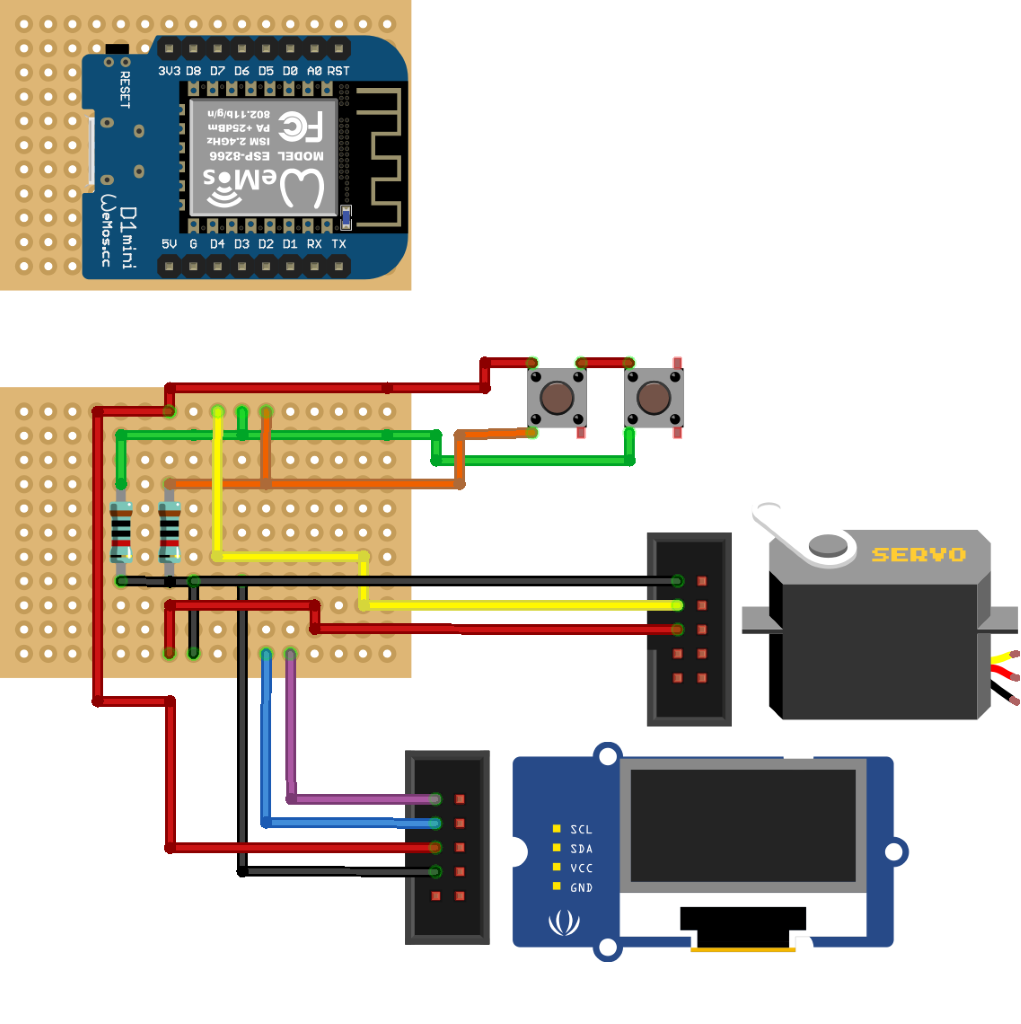 3V3 D8 D7 D6 D5 D0 A0 RST
RESET
802.11b/g/n
PA +25dBm
ISM 2.4GHz
MODEL ESP-8266
FC
WeMos
D1 mini
WeMos.cc
5V G D4 D3 D2 D1 RX TX
SERVO
SCL
SDA
VCC
GND